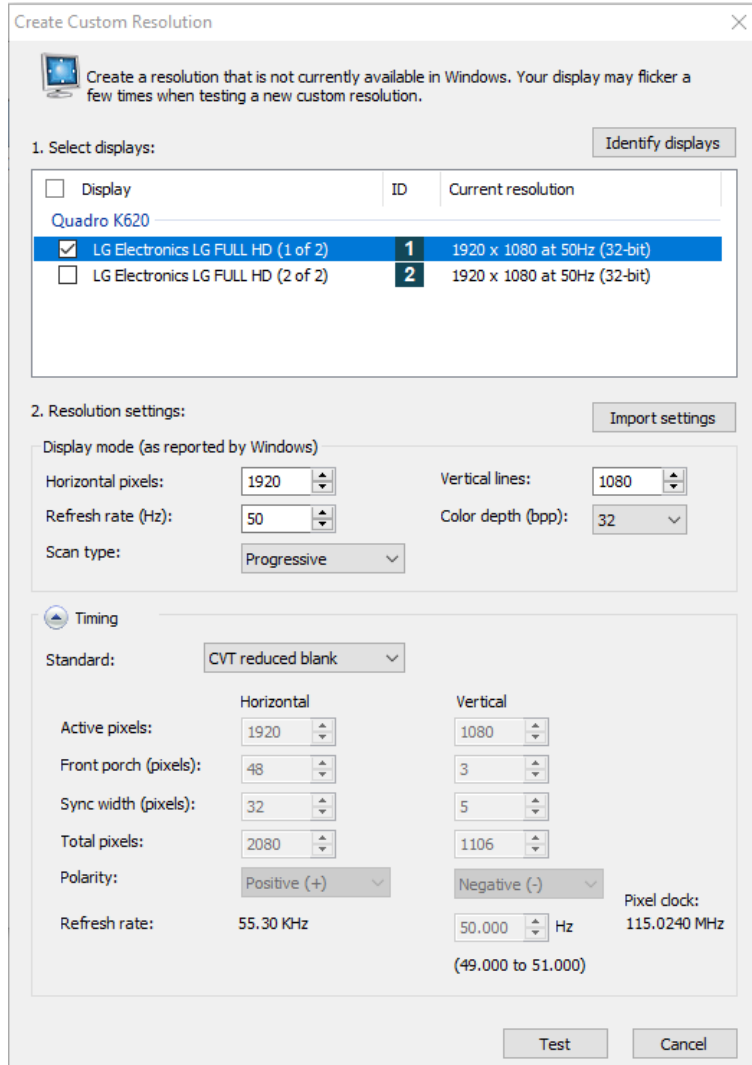 Create Custom Resolution
Create a resolution that is not currently available in Windows. Your display may flicker a
few times when testing a new custom resolution.
1. Select displays:
Identify displays
Display ID Current resolution
Quadro K620
LG Electronics LG FULL HD (1 of 2) 1 1920 x 1080 at 50Hz (32-bit)
LG Electronics LG FULL HD (2 of 2) 2 1920 x 1080 at 50Hz (32-bit)
2. Resolution settings:
Import settings
Display mode (as reported by Windows)
Horizontal pixels: 1920 Vertical lines: 1080
Refresh rate (Hz): 50 Color depth (bpp): 32
Scan type: Progressive
Timing
Standard: CVT reduced blank
Horizontal Vertical
Active pixels: 1920 1080
Front porch (pixels): 48 3
Sync width (pixels): 32 5
Total pixels: 2080 1106
Polarity: Positive (+) Negative (-)
Pixel clock:
Refresh rate: 55.30 KHz 50.000 Hz 115.0240 MHz
(49.000 to 51.000)
Test Cancel